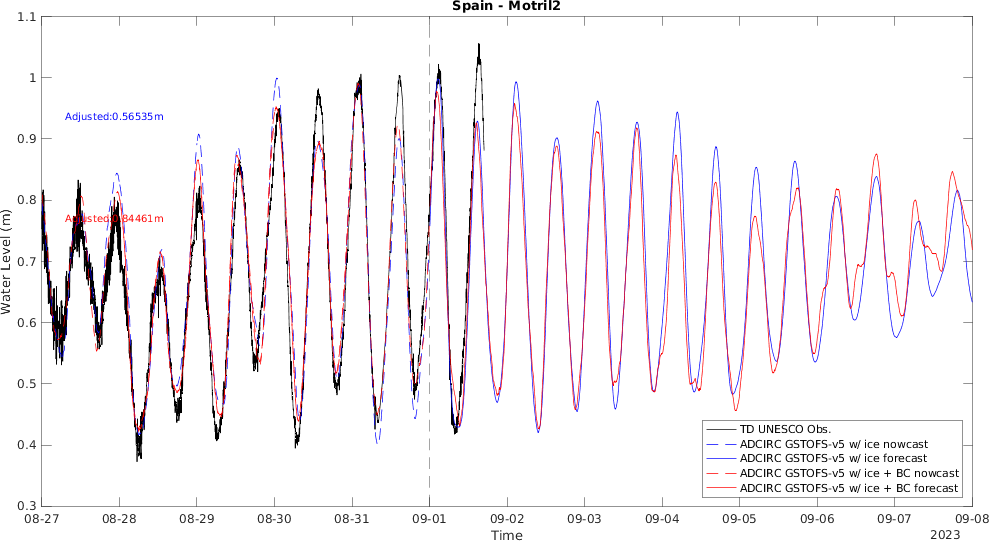 Spain - Motril2
1.1
1
0.9
0.8
0.7
0.6
0.5
0.4
0.3
Water Level (m)
Adjusted:0.56535m
Adjusted:0.84461m
TD UNESCO Obs.
ADCIRC GSTOFS-v5 w/ ice nowcast
ADCIRC GSTOFS-v5 w/ ice forecast
ADCIRC GSTOFS-v5 w/ ice + BC nowcast
ADCIRC GSTOFS-v5 w/ ice + BC forecast
08-27 08-28 08-29 08-30 08-31 09-01 09-02 09-03 09-04 09-05 09-06 09-07 09-08
Time
2023